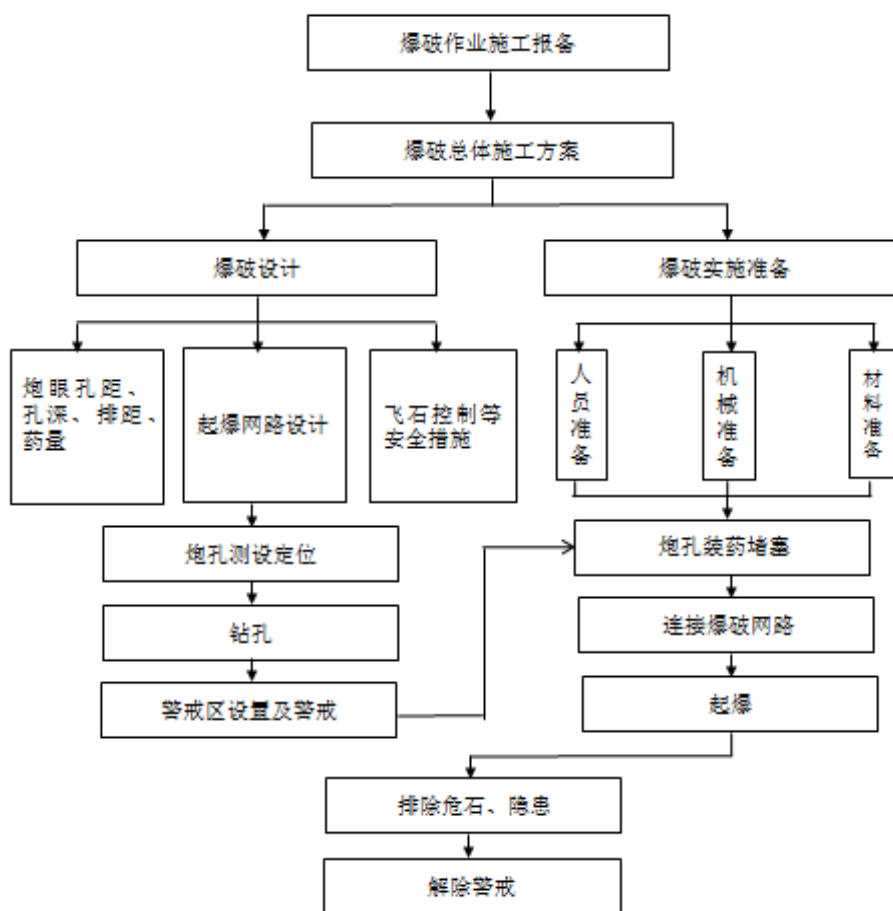 爆破作业施工报备
爆破总体施工方案
爆破设计
爆破实施准备
炮眼孔距、
孔深、排距、
药量
起爆网路设计
飞石控制等
安全措施
人员准备
机械准备
材料准备
炮孔测设定位
炮孔装药堵塞
钻孔
连接爆破网路
警戒区设置及警戒
起爆
排除危石、隐患
解除警戒